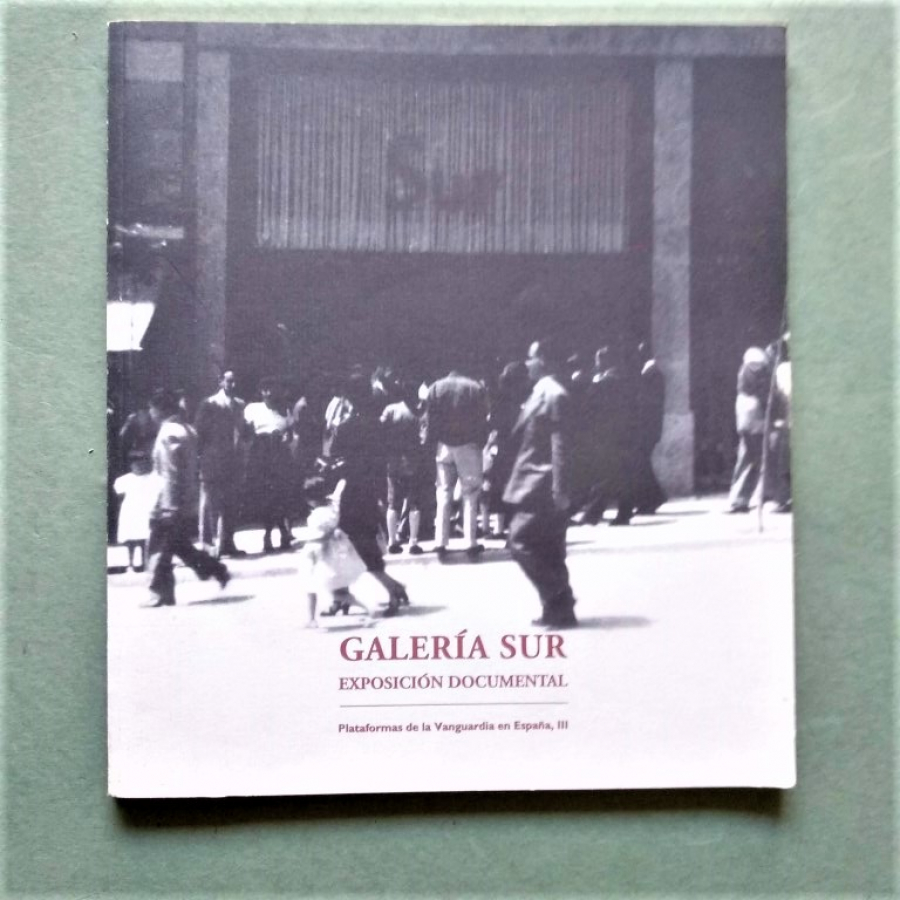 Sur
GALERÍA SUR
EXPOSICIÓN DOCUMENTAL
Plataformas de la Vanguardia en España, III